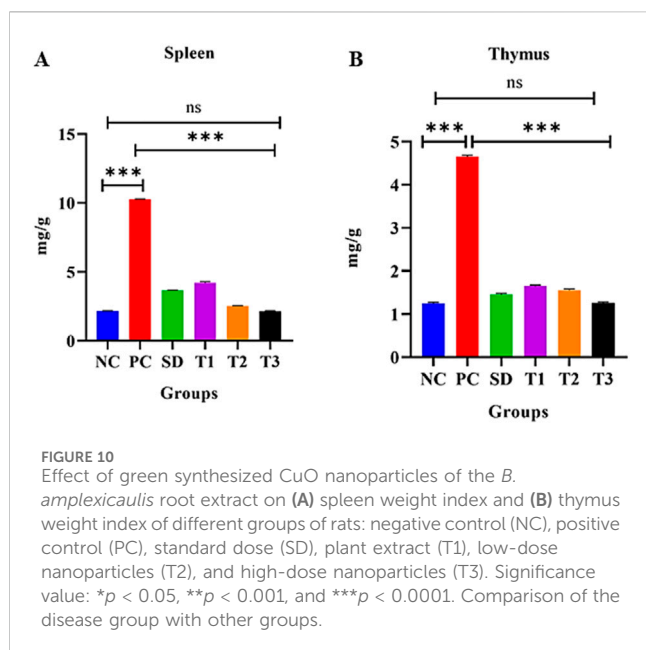 A
Spleen
ns
***
***
15
10
5
0
mg/g
NC PC SD T1 T2 T3
Groups
B
Thymus
ns
***
***
5
4
3
2
1
0
mg/g
NC PC SD T1 T2 T3
Groups
FIGURE 10
Effect of green synthesized CuO nanoparticles of the B.
amplexicaulis root extract on (A) spleen weight index and (B) thymus
weight index of different groups of rats: negative control (NC), positive
control (PC), standard dose (SD), plant extract (T1), low-dose
nanoparticles (T2), and high-dose nanoparticles (T3). Significance
value: *p < 0.05, **p < 0.001, and ***p < 0.0001. Comparison of the
disease group with other groups.